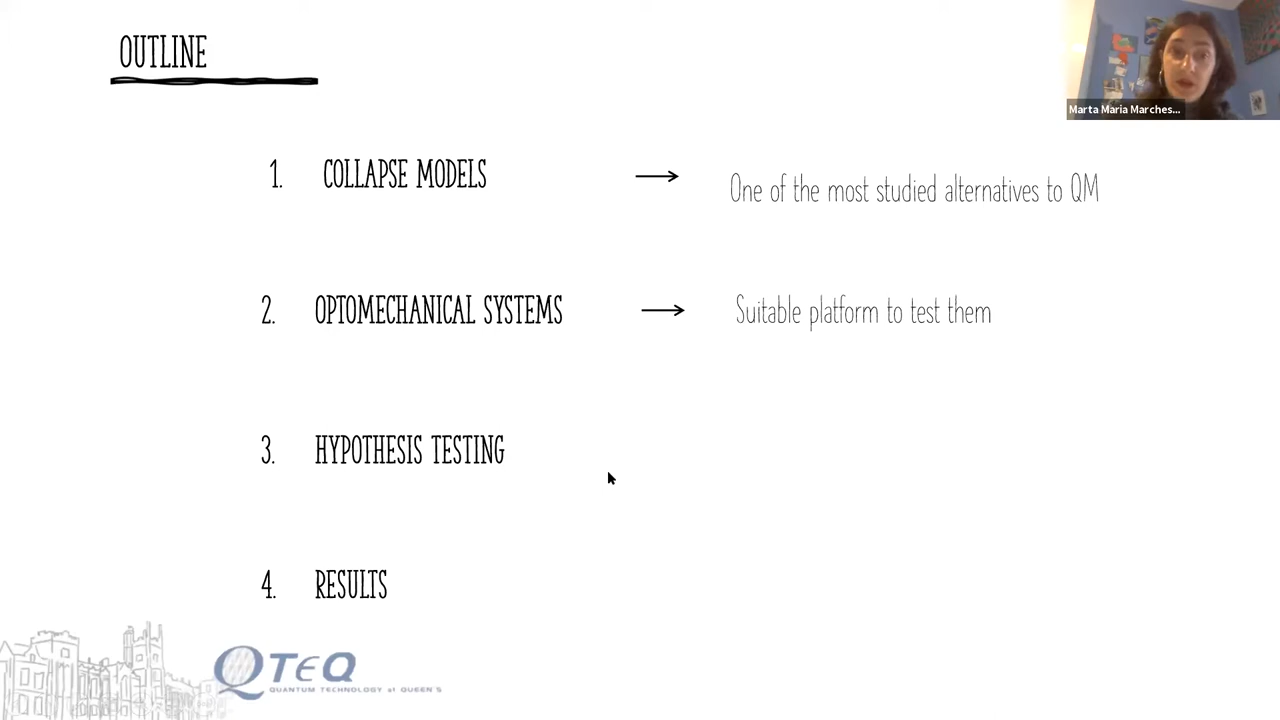 OUTLINE
Marta Maria Marches...
1. COLLAPSE MODELS → One of the most studied alternatives to QM
2. OPTOMECHANICAL SYSTEMS → Suitable platform to test them
3. HYPOTHESIS TESTING
4. RESULTS
QTEQ
QUANTUM TECHNOLOGY at QUEEN'S